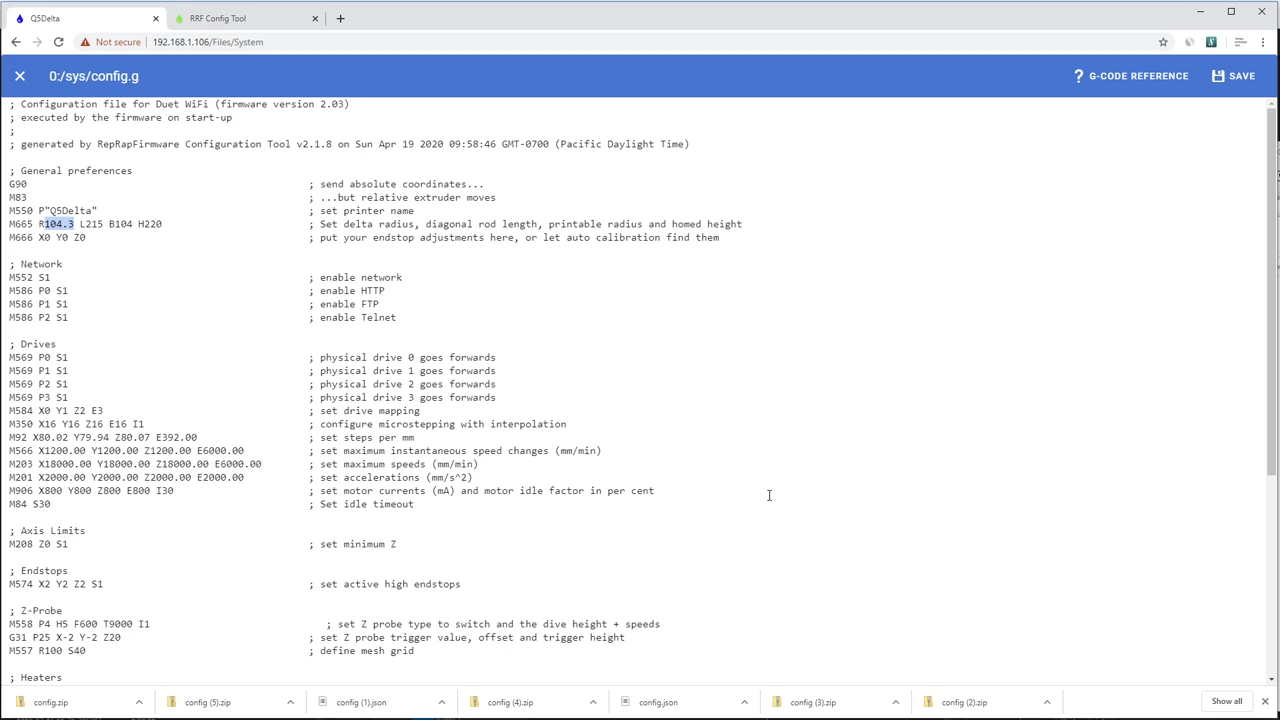 Q5Delta
RRF Config Tool
Not secure 192.168.1.106/Files/System
0:/sys/config.g
G-CODE REFERENCE
SAVE
; Configuration file for Duet WiFi (firmware version 2.03)
; executed by the firmware on start-up
;
; generated by RepRapFirmware Configuration Tool v2.1.8 on Sun Apr 19 2020 09:58:46 GMT-0700 (Pacific Daylight Time)
; General preferences
G90 ; send absolute coordinates...
M83 ; ...but relative extruder moves
M550 P"Q5Delta" ; set printer name
M665 R104.3 L215 B104 H220 ; Set delta radius, diagonal rod length, printable radius and homed height
M666 X0 Y0 Z0 ; put your endstop adjustments here, or let auto calibration find them
; Network
M552 S1 ; enable network
M586 P0 S1 ; enable HTTP
M586 P1 S1 ; enable FTP
M586 P2 S1 ; enable Telnet
; Drives
M569 P0 S1 ; physical drive 0 goes forwards
M569 P1 S1 ; physical drive 1 goes forwards
M569 P2 S1 ; physical drive 2 goes forwards
M569 P3 S1 ; physical drive 3 goes forwards
M584 X0 Y1 Z2 E3 ; set drive mapping
M350 X16 Y16 Z16 E16 I1 ; configure microstepping with interpolation
M92 X80.02 Y79.94 Z80.07 E392.00 ; set steps per mm
M566 X1200.00 Y1200.00 Z1200.00 E6000.00 ; set maximum instantaneous speed changes (mm/min)
M203 X18000.00 Y18000.00 Z18000.00 E6000.00 ; set maximum speeds (mm/min)
M201 X2000.00 Y2000.00 Z2000.00 E2000.00 ; set accelerations (mm/s^2)
M906 X800 Y800 Z800 E800 I30 ; set motor currents (mA) and motor idle factor in per cent
M84 S30 ; Set idle timeout
; Axis Limits
M208 Z0 S1 ; set minimum Z
; Endstops
M574 X2 Y2 Z2 S1 ; set active high endstops
; Z-Probe
M558 P4 H5 F600 T9000 I1 ; set Z probe type to switch and the dive height + speeds
G31 P25 X-2 Y-2 Z20 ; set Z probe trigger value, offset and trigger height
M557 R100 S40 ; define mesh grid
; Heaters
config.zip
config (5).zip
config (1).json
config (4).zip
config.json
config (3).zip
config (2).zip
Show all